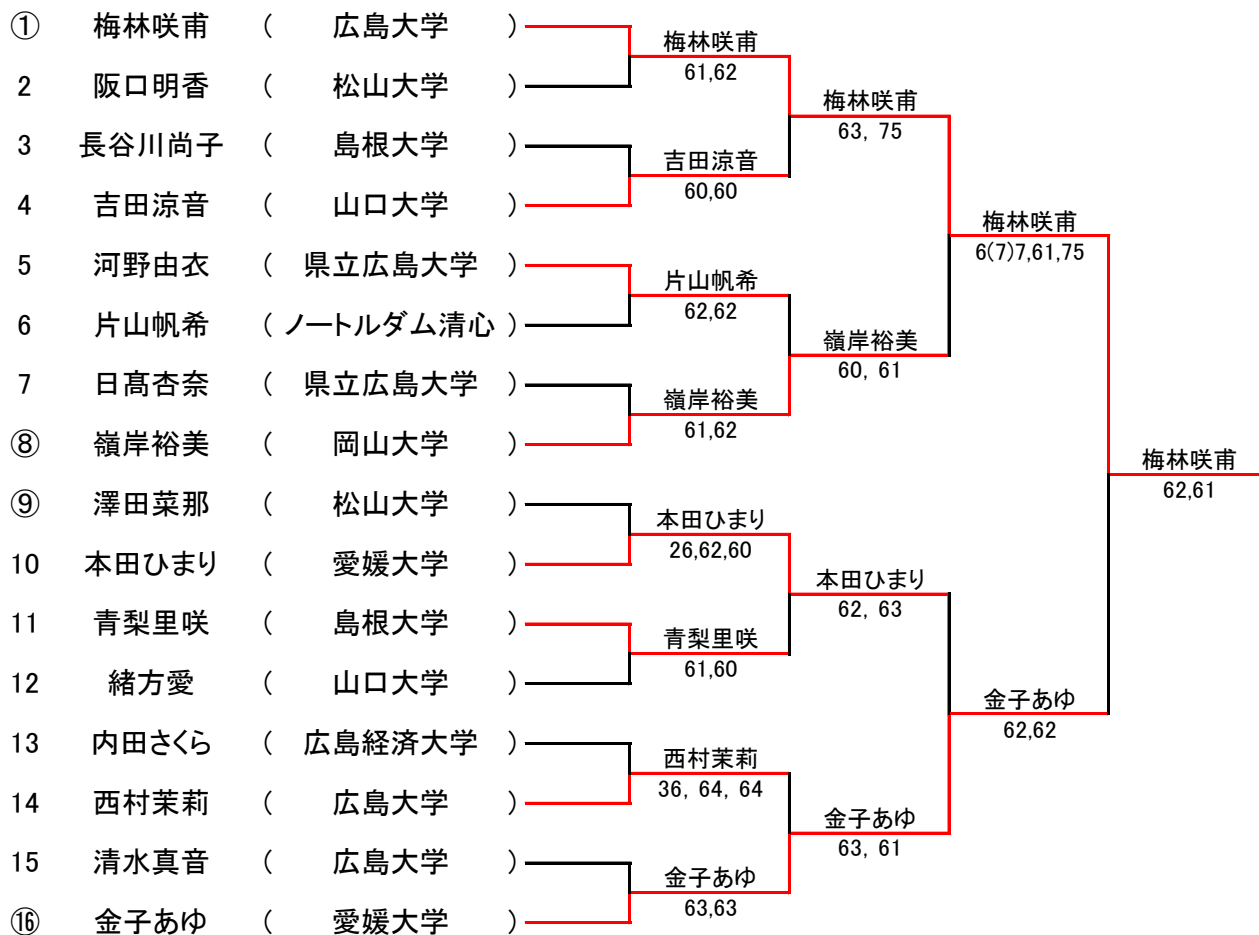 ① 梅林咲甫 ( 広島大学 )
梅林咲甫
61,62
2 阪口明香 ( 松山大学 )
梅林咲甫
63, 75
3 長谷川尚子 ( 島根大学 )
吉田涼音
60,60
4 吉田涼音 ( 山口大学 )
梅林咲甫
6(7)7,61,75
5 河野由衣 ( 県立広島大学 )
片山帆希
62,62
6 片山帆希 ( ノートルダム清心 )
嶺岸裕美
60, 61
7 日髙杏奈 ( 県立広島大学 )
嶺岸裕美
61,62
⑧ 嶺岸裕美 ( 岡山大学 )
梅林咲甫
62,61
⑨ 澤田菜那 ( 松山大学 )
本田ひまり
26,62,60
10 本田ひまり ( 愛媛大学 )
本田ひまり
62, 63
11 青梨里咲 ( 島根大学 )
青梨里咲
61,60
12 緒方愛 ( 山口大学 )
金子あゆ
62,62
13 内田さくら ( 広島経済大学 )
西村茉莉
36, 64, 64
14 西村茉莉 ( 広島大学 )
金子あゆ
63, 61
15 清水真音 ( 広島大学 )
金子あゆ
63,63
⑯ 金子あゆ ( 愛媛大学 )